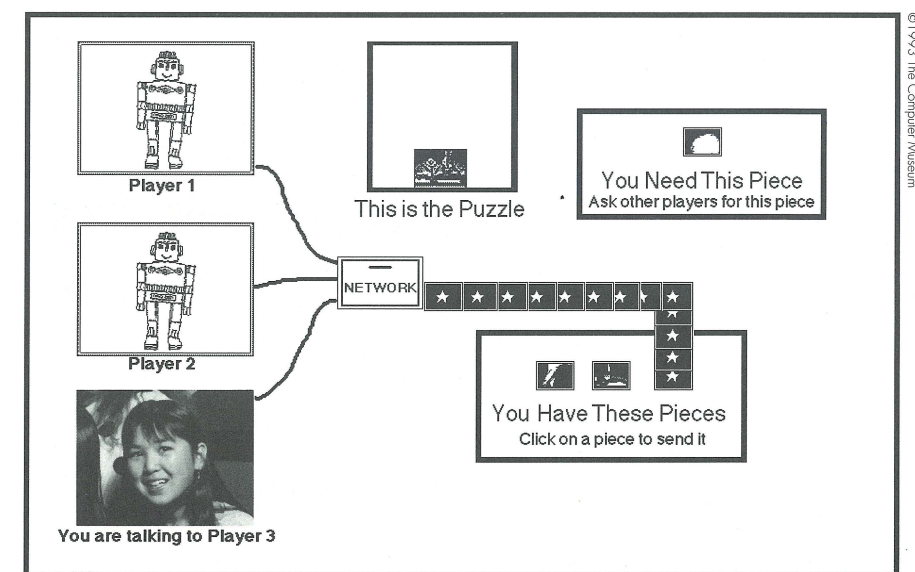 Player 1
Player 2
You are talking to Player 3
This is the Puzzle
You Need This Piece
Ask other players for this piece
NETWORK
You Have These Pieces
Click on a piece to send it
©1993 The Computer Museum